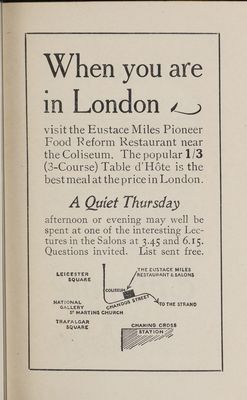 When you are
in London
visit the Eustace Miles Pioneer
Food Reform Restaurant near
the Coliseum. The popular 1/3
(3-Course) Table d'Hôte is the
best meal at the price in London.
A Quiet Thursday
afternoon or evening may well be
spent at one of the interesting Lec-
tures in the Salons at 3.45 and 6.15.
Questions invited. List sent free.
THE EUSTACE MILES
RESTAURANT & SALONS
LEICESTER
SQUARE
COLISEUM
CHANDOS STREET
TO THE STRAND
NATIONAL
GALLERY
ST MARTINS CHURCH
TRAFALGAR
SQUARE
CHARING CROSS
STATION